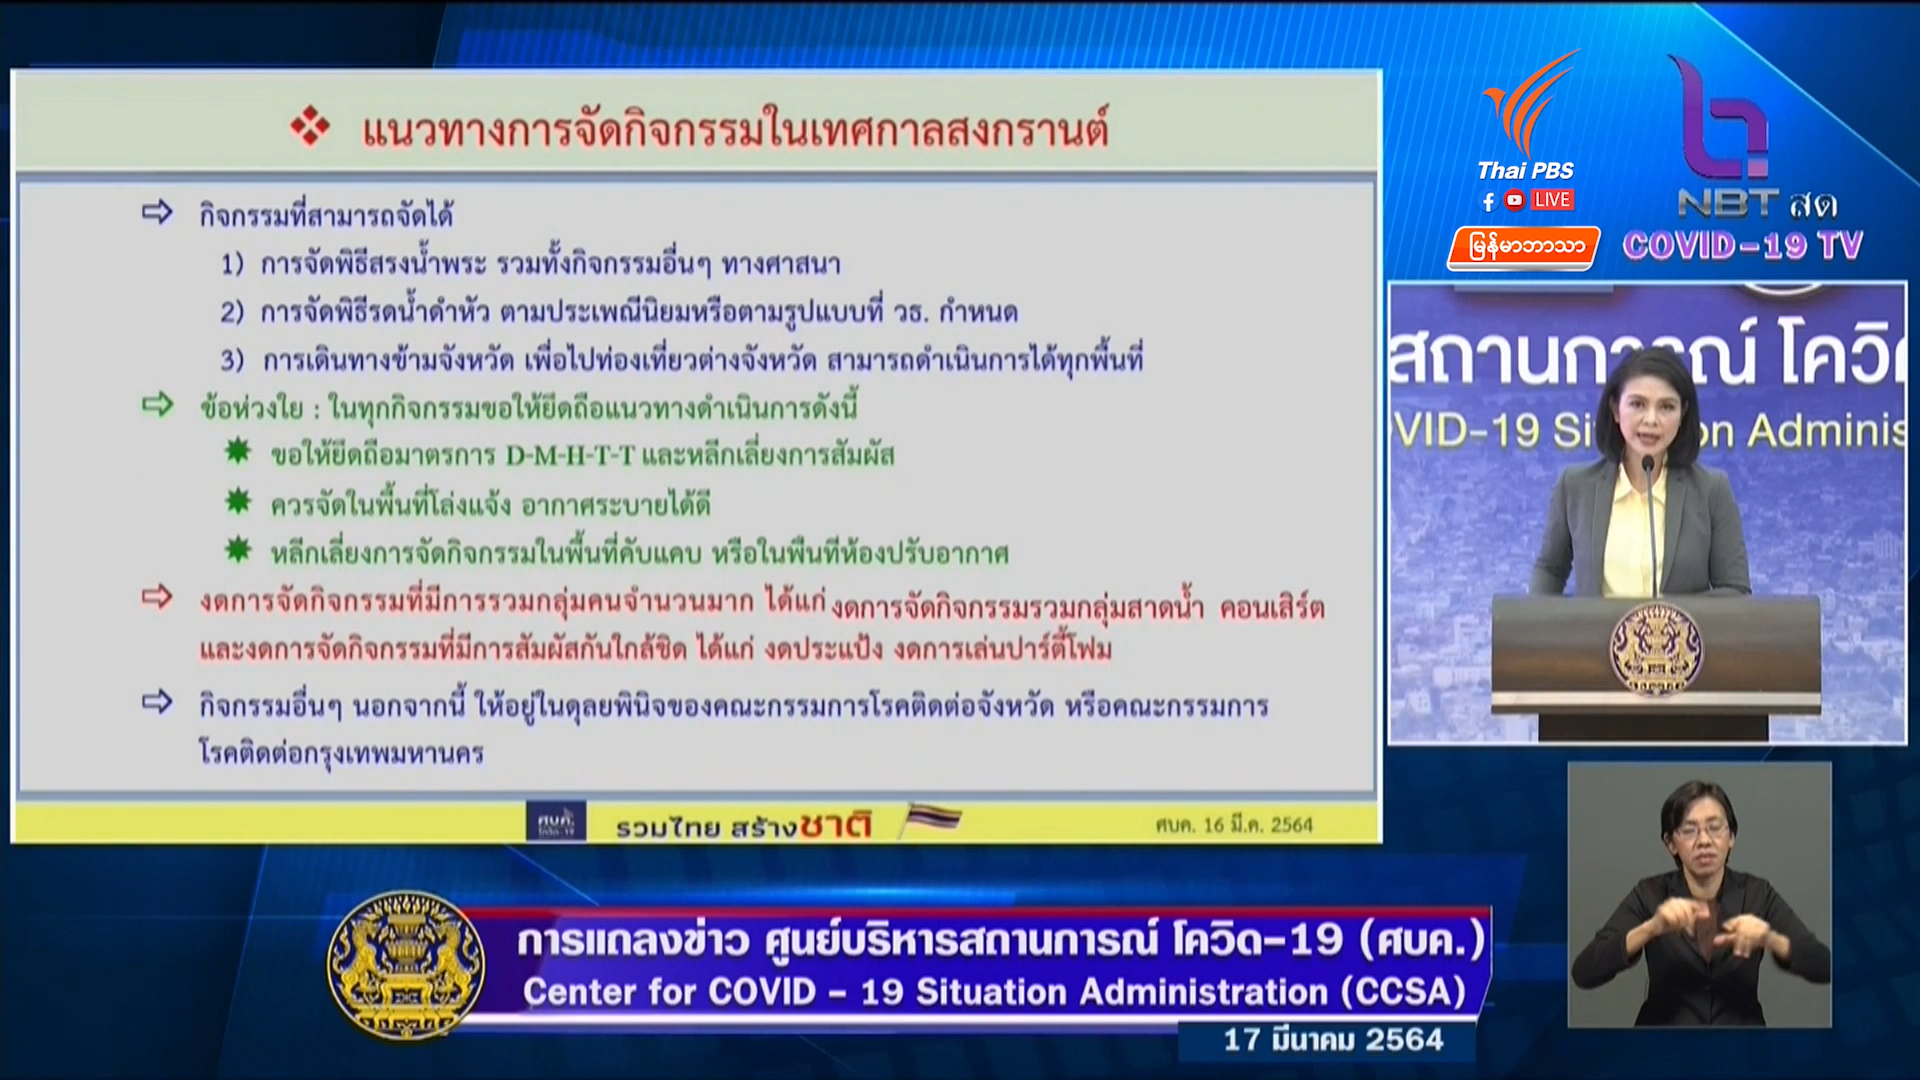 ❖ แนวทางการจัดกิจกรรมในเทศกาลสงกรานต์
⇨ กิจกรรมที่สามารถจัดได้
1) การจัดพิธีสรงน้ำพระ รวมทั้งกิจกรรมอื่นๆ ทางศาสนา
2) การจัดพิธีรดน้ำดำหัว ตามประเพณีนิยมหรือตามรูปแบบที่ วธ. กำหนด
3) การเดินทางข้ามจังหวัด เพื่อไปท่องเที่ยวต่างจังหวัด สามารถดำเนินการได้ทุกพื้นที่
⇨ ข้อห่วงใย : ในทุกกิจกรรมขอให้ยึดถือแนวทางดำเนินการดังนี้
ขอให้ยึดถือมาตรการ D-M-H-T-T และหลีกเลี่ยงการสัมผัส
ควรจัดในพื้นที่โล่งแจ้ง อากาศระบายได้ดี
หลีกเลี่ยงการจัดกิจกรรมในพื้นที่คับแคบ หรือในพื้นที่ห้องปรับอากาศ
⇨ งดการจัดกิจกรรมที่มีการรวมกลุ่มคนจำนวนมาก ได้แก่ งดการจัดกิจกรรมรวมกลุ่มสาดน้ำ คอนเสิร์ต
และงดการจัดกิจกรรมที่มีการสัมผัสกันใกล้ชิด ได้แก่ งดประแป้ง งดการเล่นปาร์ตี้โฟม
⇨ กิจกรรมอื่นๆ นอกจากนี้ ให้อยู่ในดุลยพินิจของคณะกรรมการโรคติดต่อจังหวัด หรือคณะกรรมการ
โรคติดต่อกรุงเทพมหานคร
ศบค.
โควิด-19
รวมไทย สร้างชาติ
ศบค. 16 มี.ค. 2564
Thai PBS
LIVE
မြန်မာဘာသာ
NBT สด
COVID-19 TV
สถานการณ์ โควิ
VID-19 Si on Adminis
การแถลงข่าว ศูนย์บริหารสถานการณ์ โควิด-19 (ศบค.)
Center for COVID - 19 Situation Administration (CCSA)
17 มีนาคม 2564